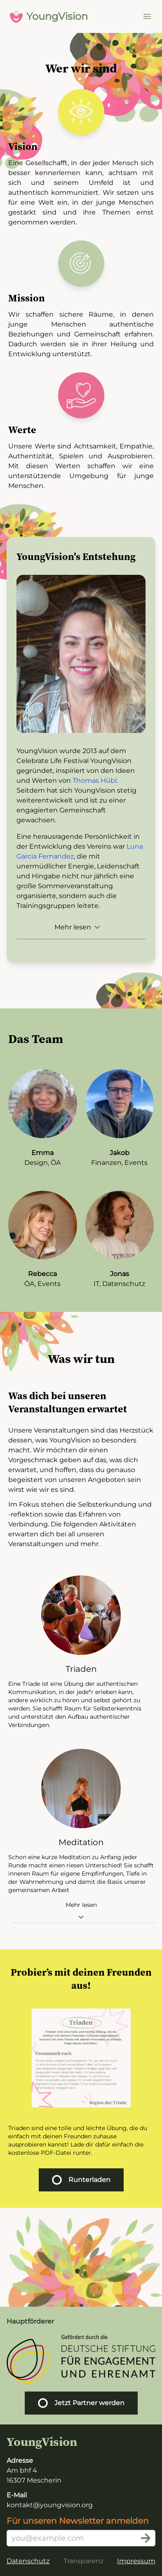 YoungVision
Wer wir sind
Vision
Eine Gesellschaft, in der jeder Mensch sich
besser kennenlernen kann, achtsam mit
sich und seinem Umfeld ist und
authentisch kommuniziert. Wir setzen uns
für eine Welt ein, in der junge Menschen
gestärkt sind und ihre Themen ernst
genommen werden.
Mission
Wir schaffen sichere Räume, in denen
junge Menschen authentische
Beziehungen und Gemeinschaft erfahren.
Dadurch werden sie in ihrer Heilung und
Entwicklung unterstützt.
Werte
Unsere Werte sind Achtsamkeit, Empathie,
Authentizität, Spielen und Ausprobieren.
Mit diesen Werten schaffen wir eine
unterstützende Umgebung für junge
Menschen.
YoungVision's Entstehung
YoungVision wurde 2013 auf dem
Celebrate Life Festival Youngvision
gegründet, inspiriert von den Ideen
und Werten von Thomas Hübl.
Seitdem hat sich YoungVision stetig
weiterentwickelt und ist zu einer
engagierten Gemeinschaft
gewachsen.
Eine herausragende Persönlichkeit in
der Entwicklung des Vereins war Luna
Garcia Fernandez, die mit
unermüdlicher Energie, Leidenschaft
und Hingabe nicht nur jährlich eine
große Sommerveranstaltung
organisierte, sondern auch die
Trainingsgruppen leitete.
Mehr lesen
Das Team
Emma
Design, ÖA
Jakob
Finanzen, Events
Rebecca
ÖA, Events
Jonas
IT, Datenschutz
Was wir tun
Was dich bei unseren
Veranstaltungen erwartet
Unsere Veranstaltungen sind das Herzstück
dessen, was YoungVision so besonders
macht. Wir möchten dir einen
Vorgeschmack geben auf das, was dich
erwartet, und hoffen, dass du genauso
begeistert von unseren Angeboten sein
wirst wie wir es sind.
Im Fokus stehen die Selbsterkundung und
-reflektion sowie das Erfahren von
Verbindung. Die folgenden Aktivitäten
erwarten dich bei all unseren
Veranstaltungen und mehr.
Triaden
Eine Triade ist eine Übung der authentischen
Kommunikation, in der jede*r erleben kann,
andere wirklich zu hören und selbst gehört zu
werden. Sie schafft Raum für Selbsterkenntnis
und unterstützt den Aufbau authentischer
Verbindungen.
Meditation
Schon eine kurze Meditation zu Anfang jeder
Runde macht einen riesen Unterschied! Sie schafft
inneren Raum für eigene Empfindungen, Tiefe in
der Wahrnehmung und damit die Basis unserer
gemeinsamen Arbeit
Mehr lesen
Probier's mit deinen Freunden
aus!
Triaden
Beginn der Triade
Triaden sind eine tolle und leichte Übung, die du
einfach mit deinen Freunden zuhause
ausprobieren kannst! Lade dir dafür einfach die
kostenlose PDF-Datei runter.
Runterladen
Hauptförderer
Gefördert durch die
DEUTSCHE STIFTUNG
FÜR ENGAGEMENT
UND EHRENAMT
Jetzt Partner werden
YoungVision
Adresse
Am bhf 4
16307 Mescherin
E-Mail
kontakt@youngvision.org
Für unseren Newsletter anmelden
you@example.com
Datenschutz Transparenz Impressum